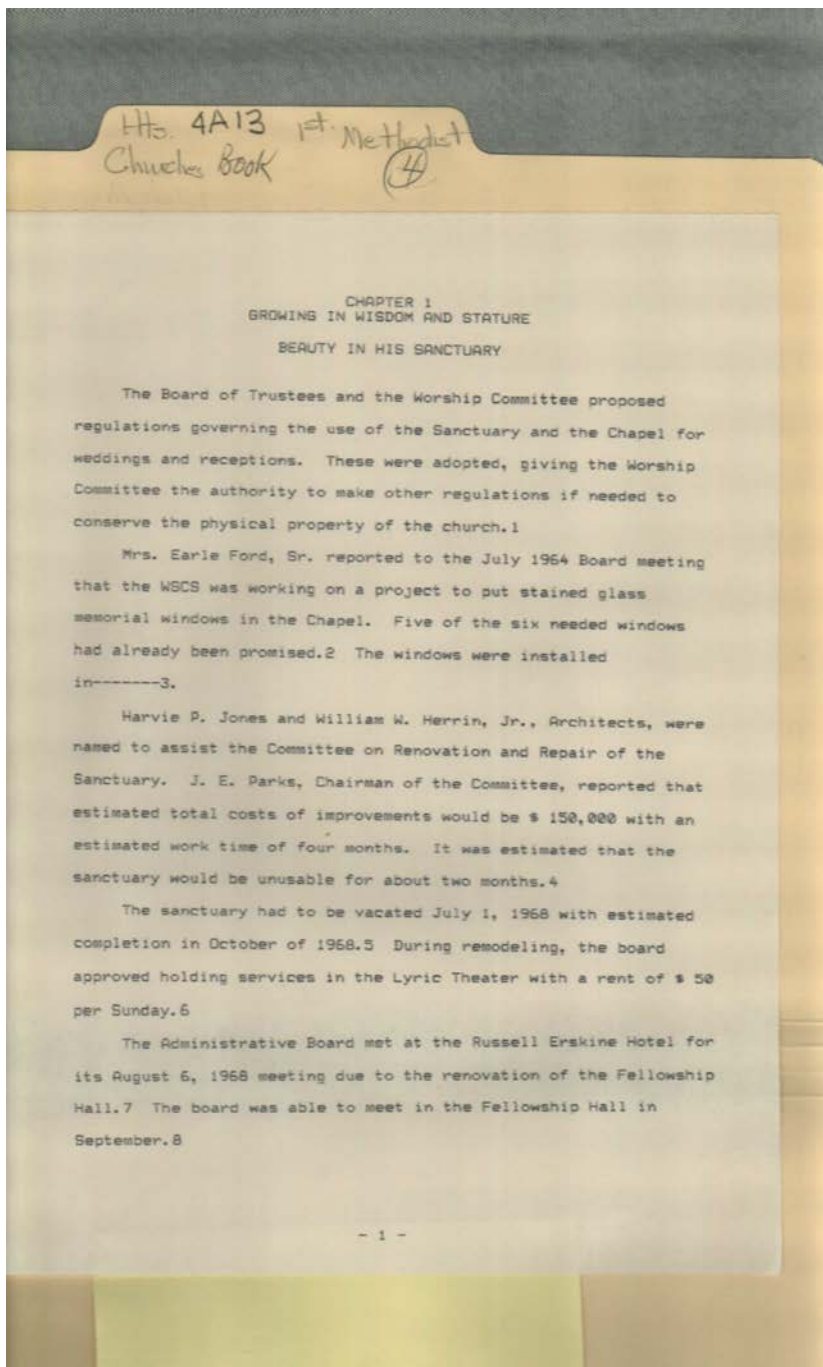 Hts. 4A13 1st. Methodist
Churches Book 4
CHAPTER 1
GROWING IN WISDOM AND STATURE
BEAUTY IN HIS SANCTUARY
The Board of Trustees and the Worship Committee proposed
regulations governing the use of the Sanctuary and the Chapel for
weddings and receptions. These were adopted, giving the Worship
Committee the authority to make other regulations if needed to
conserve the physical property of the church.1
Mrs. Earle Ford, Sr. reported to the July 1964 Board meeting
that the WSCS was working on a project to put stained glass
memorial windows in the Chapel. Five of the six needed windows
had already been promised.2 The windows were installed
in-------3.
Harvie P. Jones and William W. Herrin, Jr., Architects, were
named to assist the Committee on Renovation and Repair of the
Sanctuary. J. E. Parks, Chairman of the Committee, reported that
estimated total costs of improvements would be $ 150,000 with an
estimated work time of four months. It was estimated that the
sanctuary would be unusable for about two months.4
The sanctuary had to be vacated July 1, 1968 with estimated
completion in October of 1968.5 During remodeling, the board
approved holding services in the Lyric Theater with a rent of $ 50
per Sunday.6
The Administrative Board met at the Russell Erskine Hotel for
its August 6, 1968 meeting due to the renovation of the Fellowship
Hall.7 The board was able to meet in the Fellowship Hall in
September.8
- 1 -